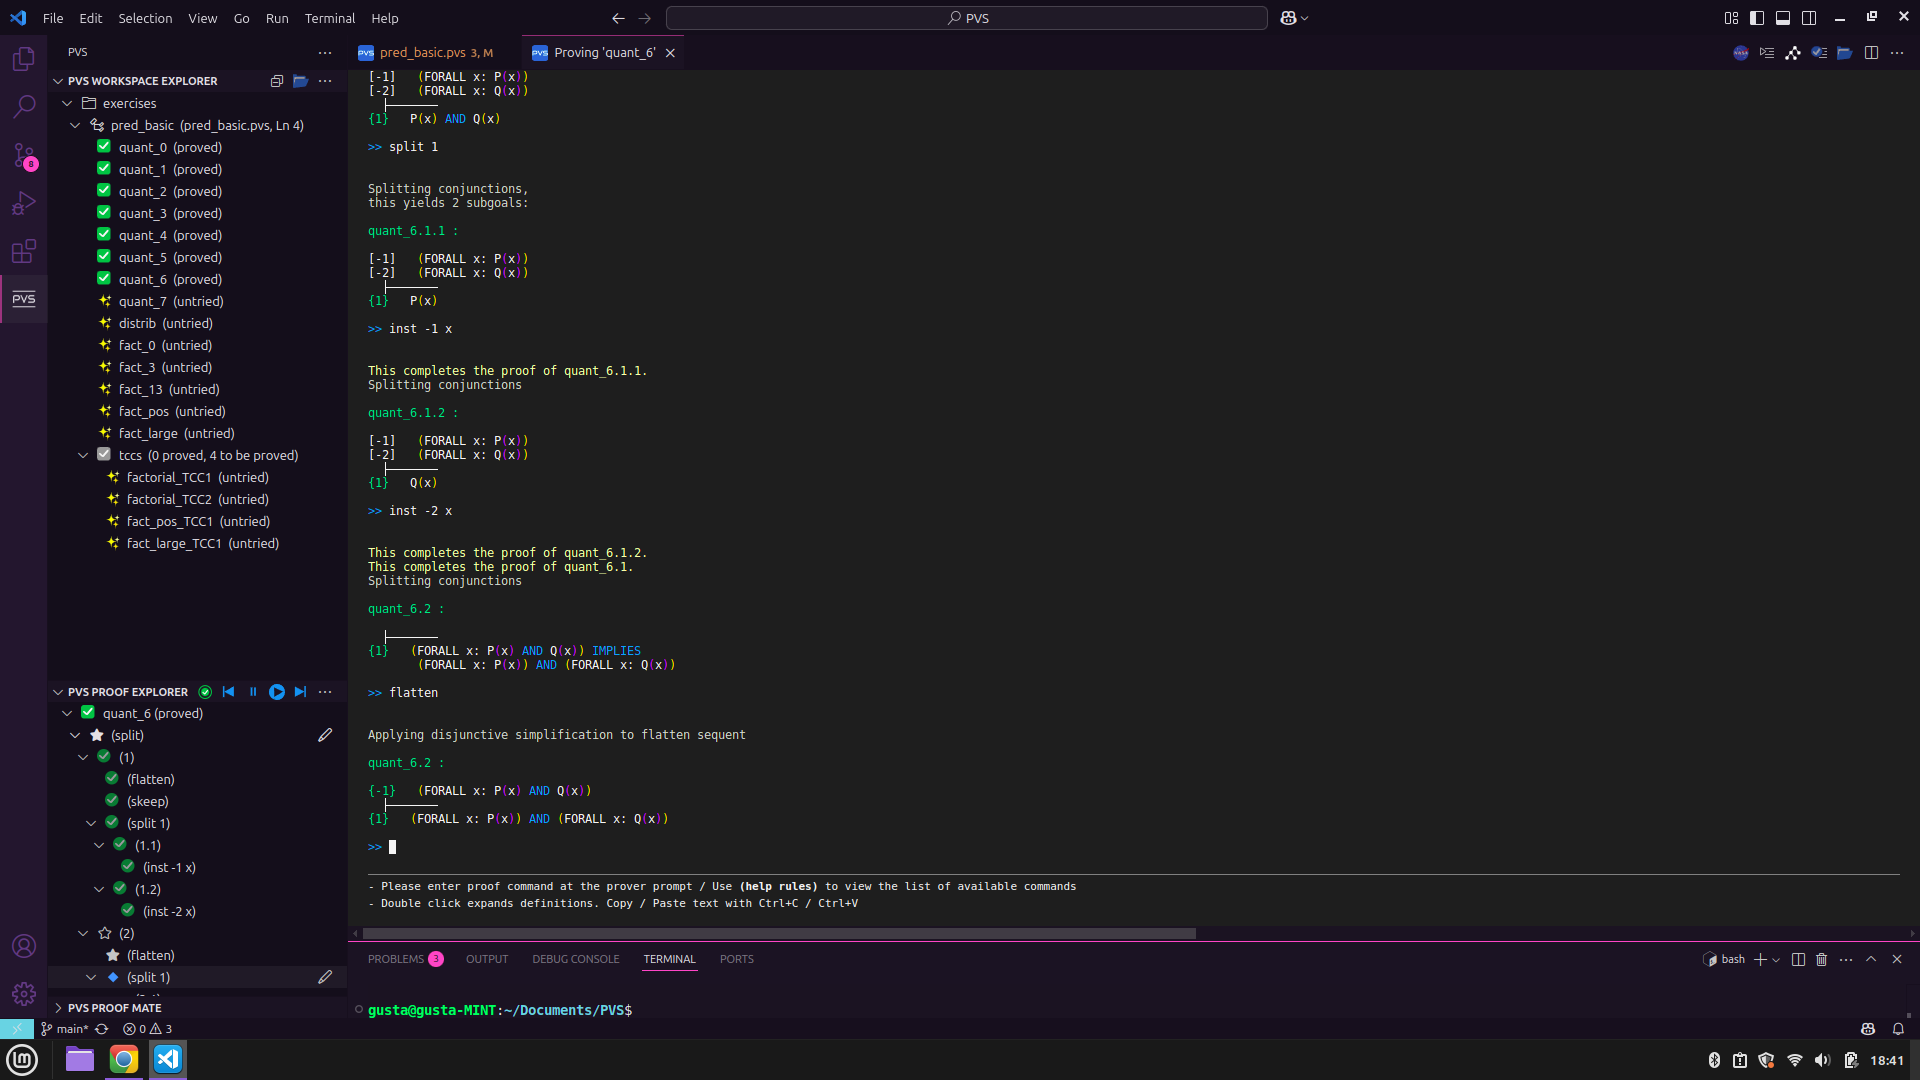 File Edit Selection View Go Run Terminal Help
PVS
PVS
pred_basic.pvs 3, M
Proving 'quant_6'
PVS WORKSPACE EXPLORER
exercises
pred_basic (pred_basic.pvs, Ln 4)
quant_0 (proved)
quant_1 (proved)
quant_2 (proved)
quant_3 (proved)
quant_4 (proved)
quant_5 (proved)
quant_6 (proved)
quant_7 (untried)
distrib (untried)
fact_0 (untried)
fact_3 (untried)
fact_13 (untried)
fact_pos (untried)
fact_large (untried)
tccs (0 proved, 4 to be proved)
factorial_TCC1 (untried)
factorial_TCC2 (untried)
fact_pos_TCC1 (untried)
fact_large_TCC1 (untried)
8
PVS
PVS PROOF EXPLORER
quant_6 (proved)
(split)
(1)
(flatten)
(skeep)
(split 1)
(1.1)
(inst -1 x)
(1.2)
(inst -2 x)
(2)
(flatten)
(split 1)
PVS PROOF MATE
[-1] (FORALL x: P(x))
[-2] (FORALL x: Q(x))
{1} P(x) AND Q(x)
>> split 1
Splitting conjunctions,
this yields 2 subgoals:
quant_6.1.1 :
[-1] (FORALL x: P(x))
[-2] (FORALL x: Q(x))
{1} P(x)
>> inst -1 x
This completes the proof of quant_6.1.1.
Splitting conjunctions
quant_6.1.2 :
[-1] (FORALL x: P(x))
[-2] (FORALL x: Q(x))
{1} Q(x)
>> inst -2 x
This completes the proof of quant_6.1.2.
This completes the proof of quant_6.1.
Splitting conjunctions
quant_6.2 :
{1} (FORALL x: P(x) AND Q(x)) IMPLIES
(FORALL x: P(x)) AND (FORALL x: Q(x))
>> flatten
Applying disjunctive simplification to flatten sequent
quant_6.2 :
{-1} (FORALL x: P(x) AND Q(x))
{1} (FORALL x: P(x)) AND (FORALL x: Q(x))
>>
- Please enter proof command at the prover prompt / Use (help rules) to view the list of available commands
- Double click expands definitions. Copy / Paste text with Ctrl+C / Ctrl+V
PROBLEMS 3 OUTPUT DEBUG CONSOLE TERMINAL PORTS
bash
gusta@gusta-MINT:~/Documents/PVS$
main* 0 3
18:41